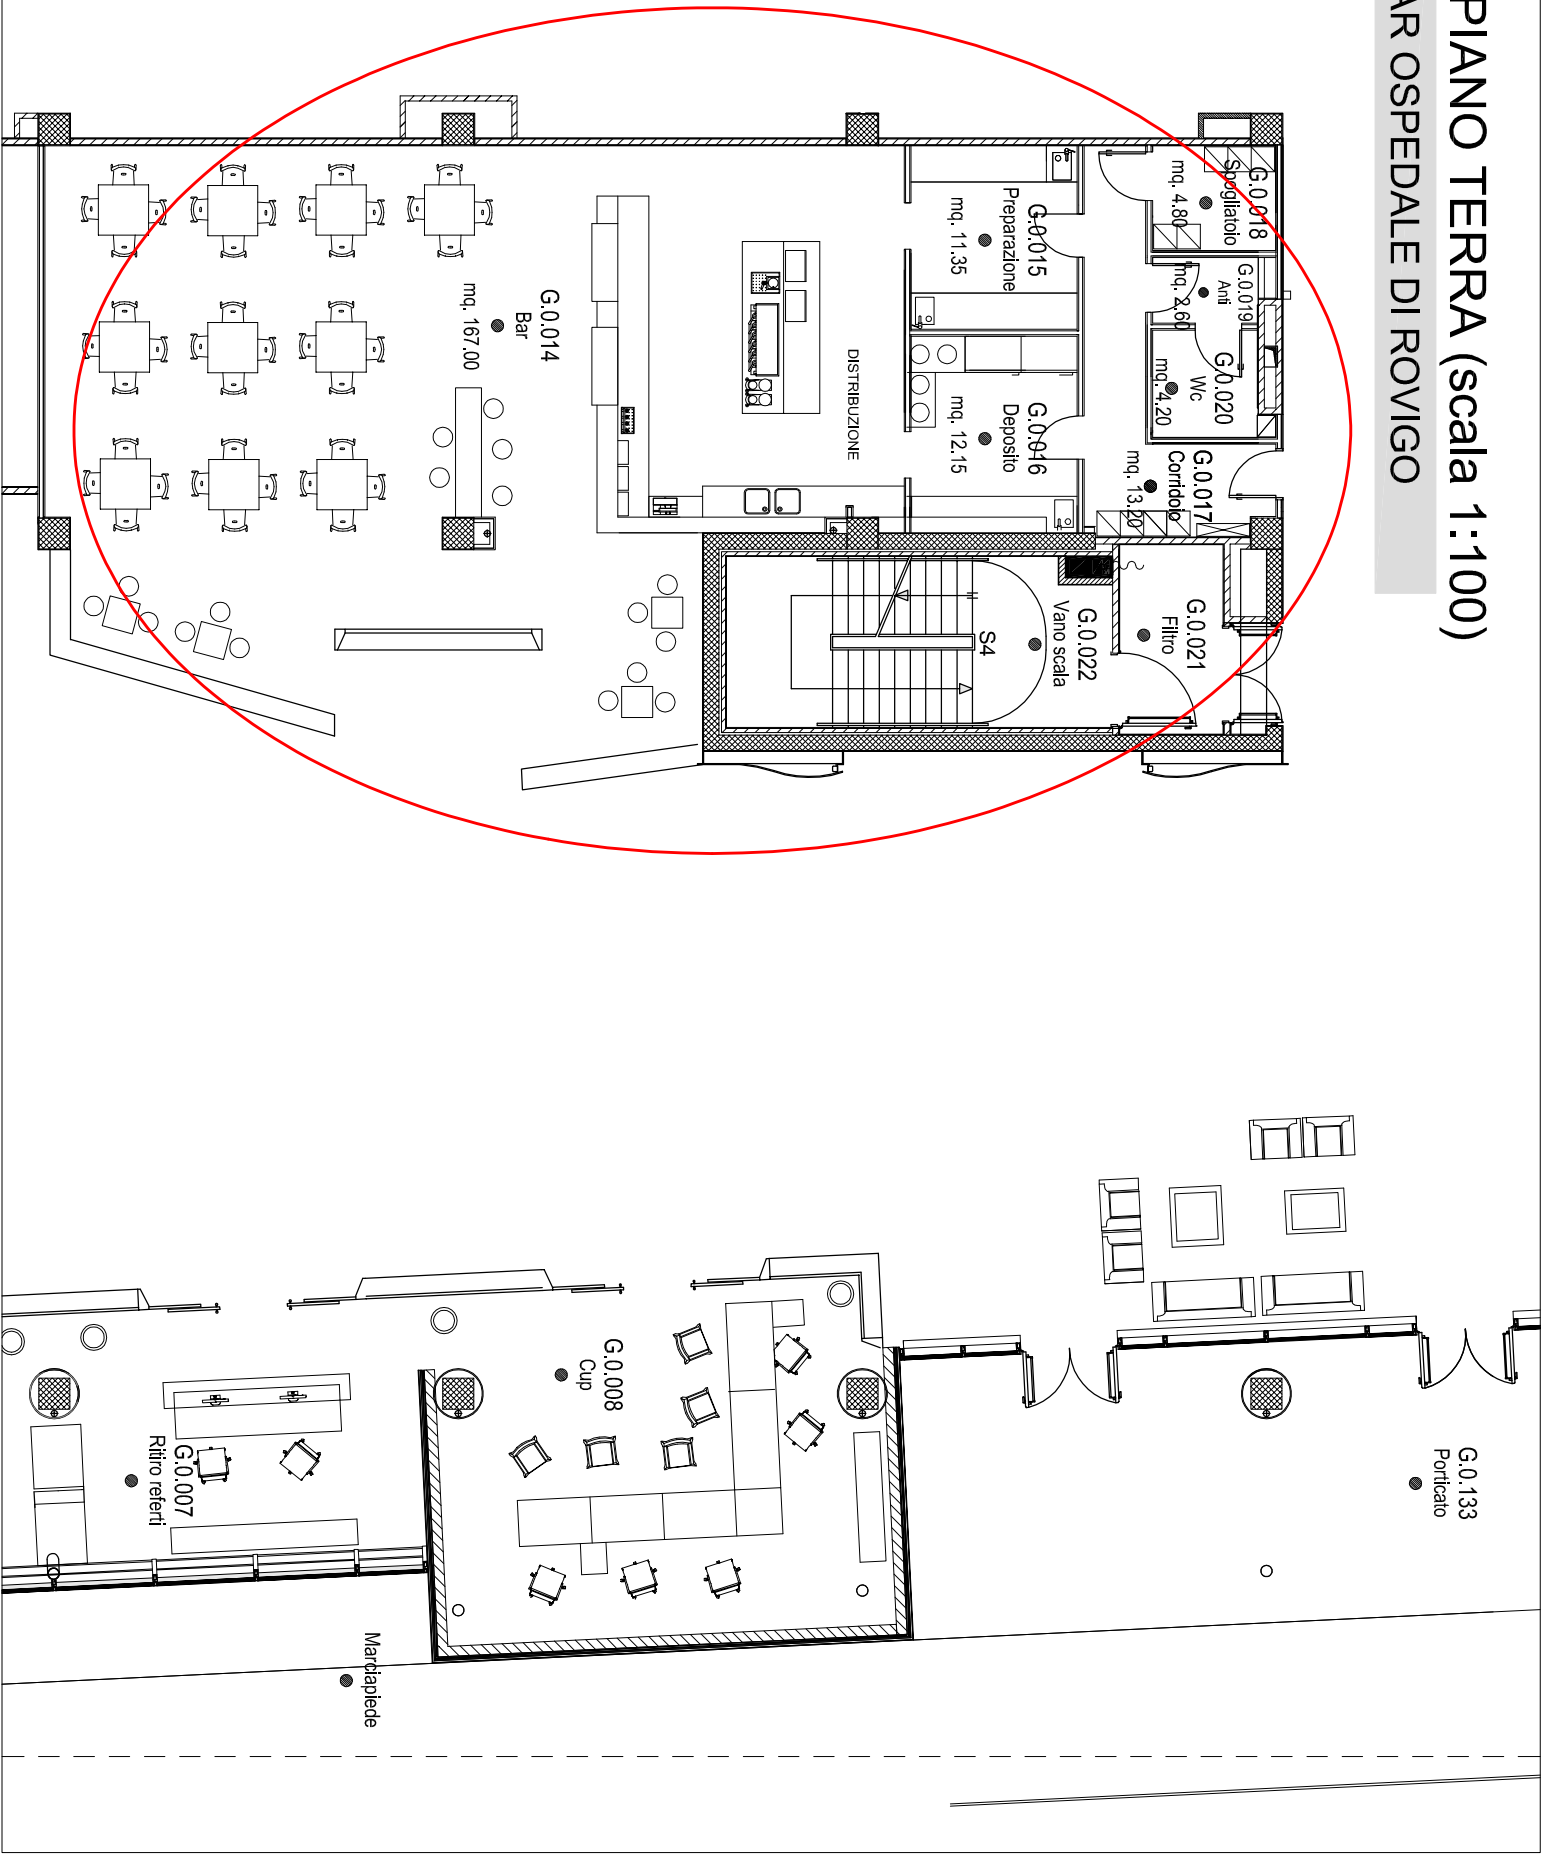 PIANO TERRA (scala 1:100)
AR OSPEDALE DI ROVIGO
G.0.018
Spogliatoio
mq. 4.80
G.0.019
Anti
mq. 2.60
G.0.020
Wc
mq. 4.20
G.0.017
Corridoio
mq. 13.20
G.0.021
Filtro
G.0.015
Preparazione
mq. 11.35
G.0.016
Deposito
mq. 12.15
G.0.022
Vano scala
S4
DISTRIBUZIONE
G.0.014
Bar
mq. 167.00
G.0.133
Porticato
G.0.008
Cup
G.0.007
Ritiro referti
Marciapiede